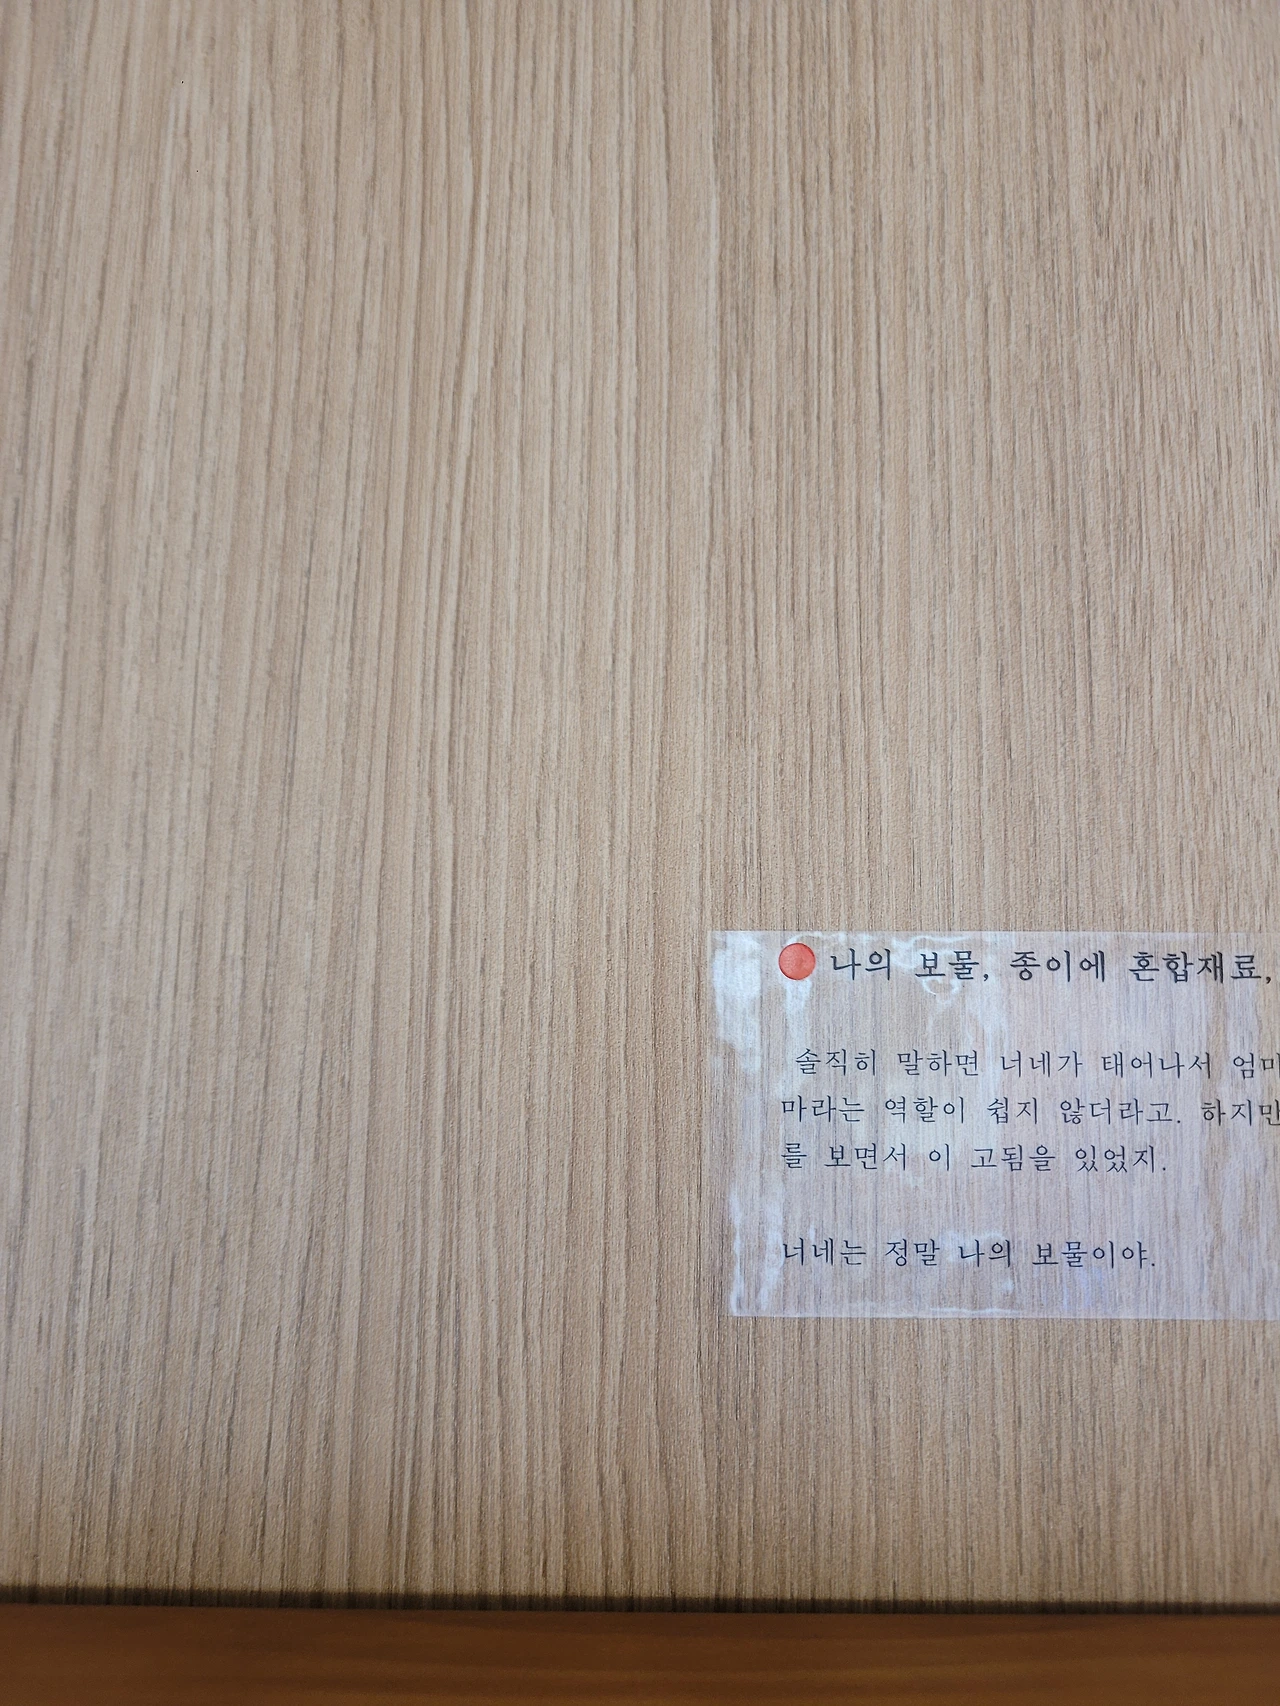 나의 보물, 종이에 혼합재료,
솔직히 말하면 너네가 태어나서 엄마
마라는 역할이 쉽지 않더라고. 하지만
를 보면서 이 고됨을 있었지.
너네는 정말 나의 보물이야.